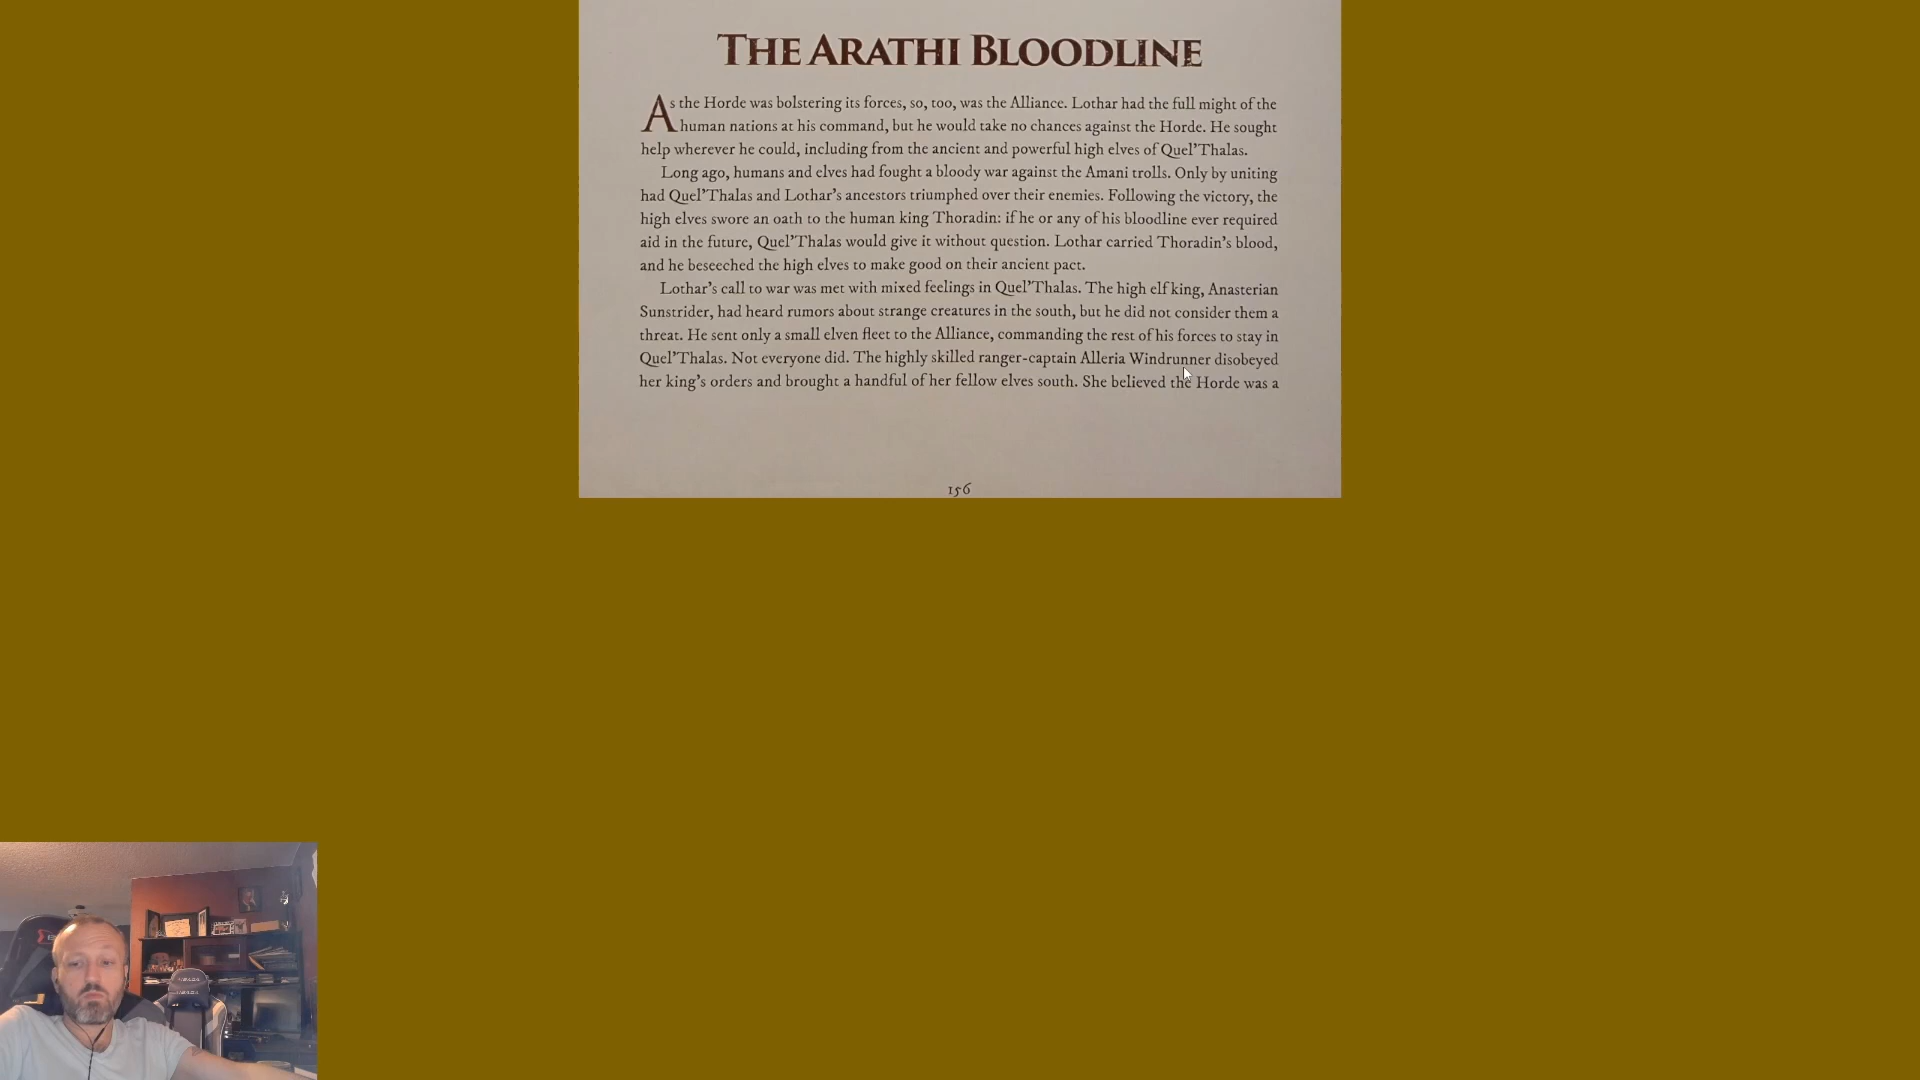 THE ARATHI BLOODLINE
As the Horde was bolstering its forces, so, too, was the Alliance. Lothar had the full might of the
human nations at his command, but he would take no chances against the Horde. He sought
help wherever he could, including from the ancient and powerful high elves of Quel'Thalas.
Long ago, humans and elves had fought a bloody war against the Amani trolls. Only by uniting
had Quel'Thalas and Lothar's ancestors triumphed over their enemies. Following the victory, the
high elves swore an oath to the human king Thoradin: if he or any of his bloodline ever required
aid in the future, Quel'Thalas would give it without question. Lothar carried Thoradin's blood,
and he beseeched the high elves to make good on their ancient pact.
Lothar's call to war was met with mixed feelings in Quel'Thalas. The high elf king, Anasterian
Sunstrider, had heard rumors about strange creatures in the south, but he did not consider them a
threat. He sent only a small elven fleet to the Alliance, commanding the rest of his forces to stay in
Quel'Thalas. Not everyone did. The highly skilled ranger-captain Alleria Windrunner disobeyed
her king's orders and brought a handful of her fellow elves south. She believed the Horde was a
156